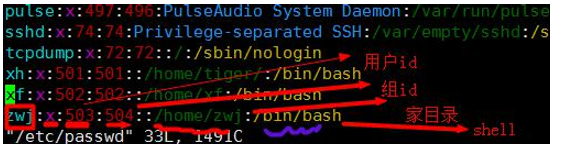 pulse:x:497:496:PulseAudio System Daemon:/var/run/pulse
sshd:x:74:74:Privilege-separated SSH:/var/empty/sshd:/s
tcpdump:x:72:72::/:/sbin/nologin
xh:x:501:501::/home/tiger/:/bin/bash
用户id
xf:x:502:502::/home/xf:/bin/bash
组id
zwj:x:503:504::/home/zwj:/bin/bash
家目录
shell
"/etc/passwd" 33L, 1491C